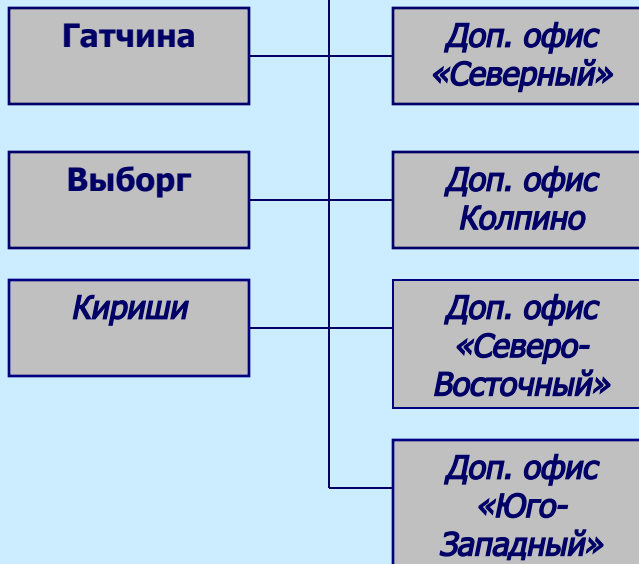 Гатчина
Доп. офис
«Северный»
Выборг
Доп. офис
Колпино
Кириши
Доп. офис
«Северо-
Восточный»
Доп. офис
«Юго-
Западный»